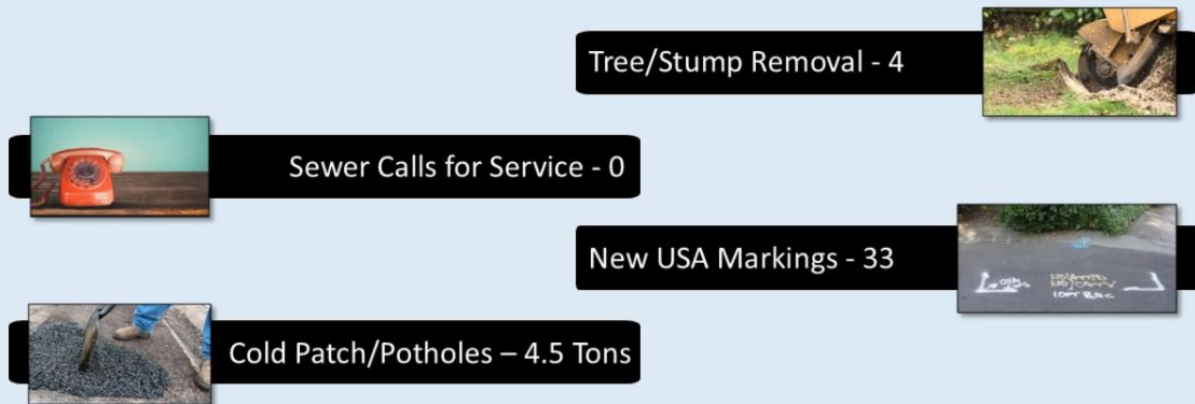 Tree/Stump Removal - 4
Sewer Calls for Service - 0
New USA Markings - 33
Cold Patch/Potholes – 4.5 Tons